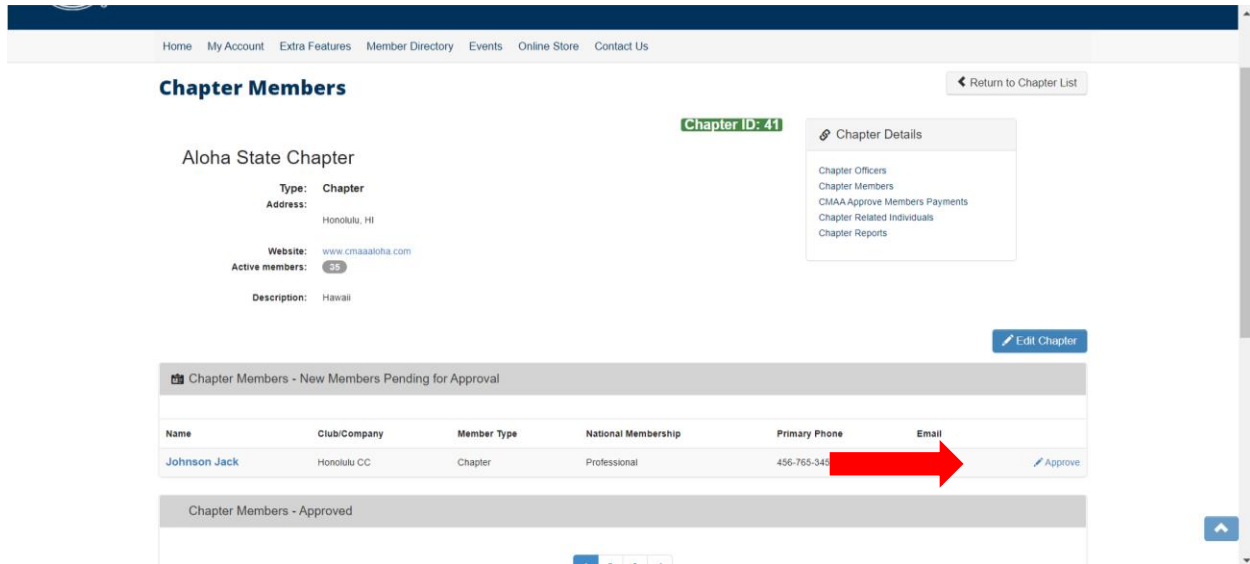 Home My Account Extra Features Member Directory Events Online Store Contact Us
Chapter Members
Return to Chapter List
Chapter ID: 41
Chapter Details
Chapter Officers
Chapter Members
CMAA Approve Members Payments
Chapter Related Individuals
Chapter Reports
Aloha State Chapter
Type: Chapter
Address:
Honolulu, HI
Website: www.cmaaaloha.com
Active members: 35
Description: Hawaii
Edit Chapter
Chapter Members - New Members Pending for Approval
Name Club/Company Member Type National Membership Primary Phone Email
Johnson Jack Honolulu CC Chapter Professional 456-765-345 Approve
Chapter Members - Approved